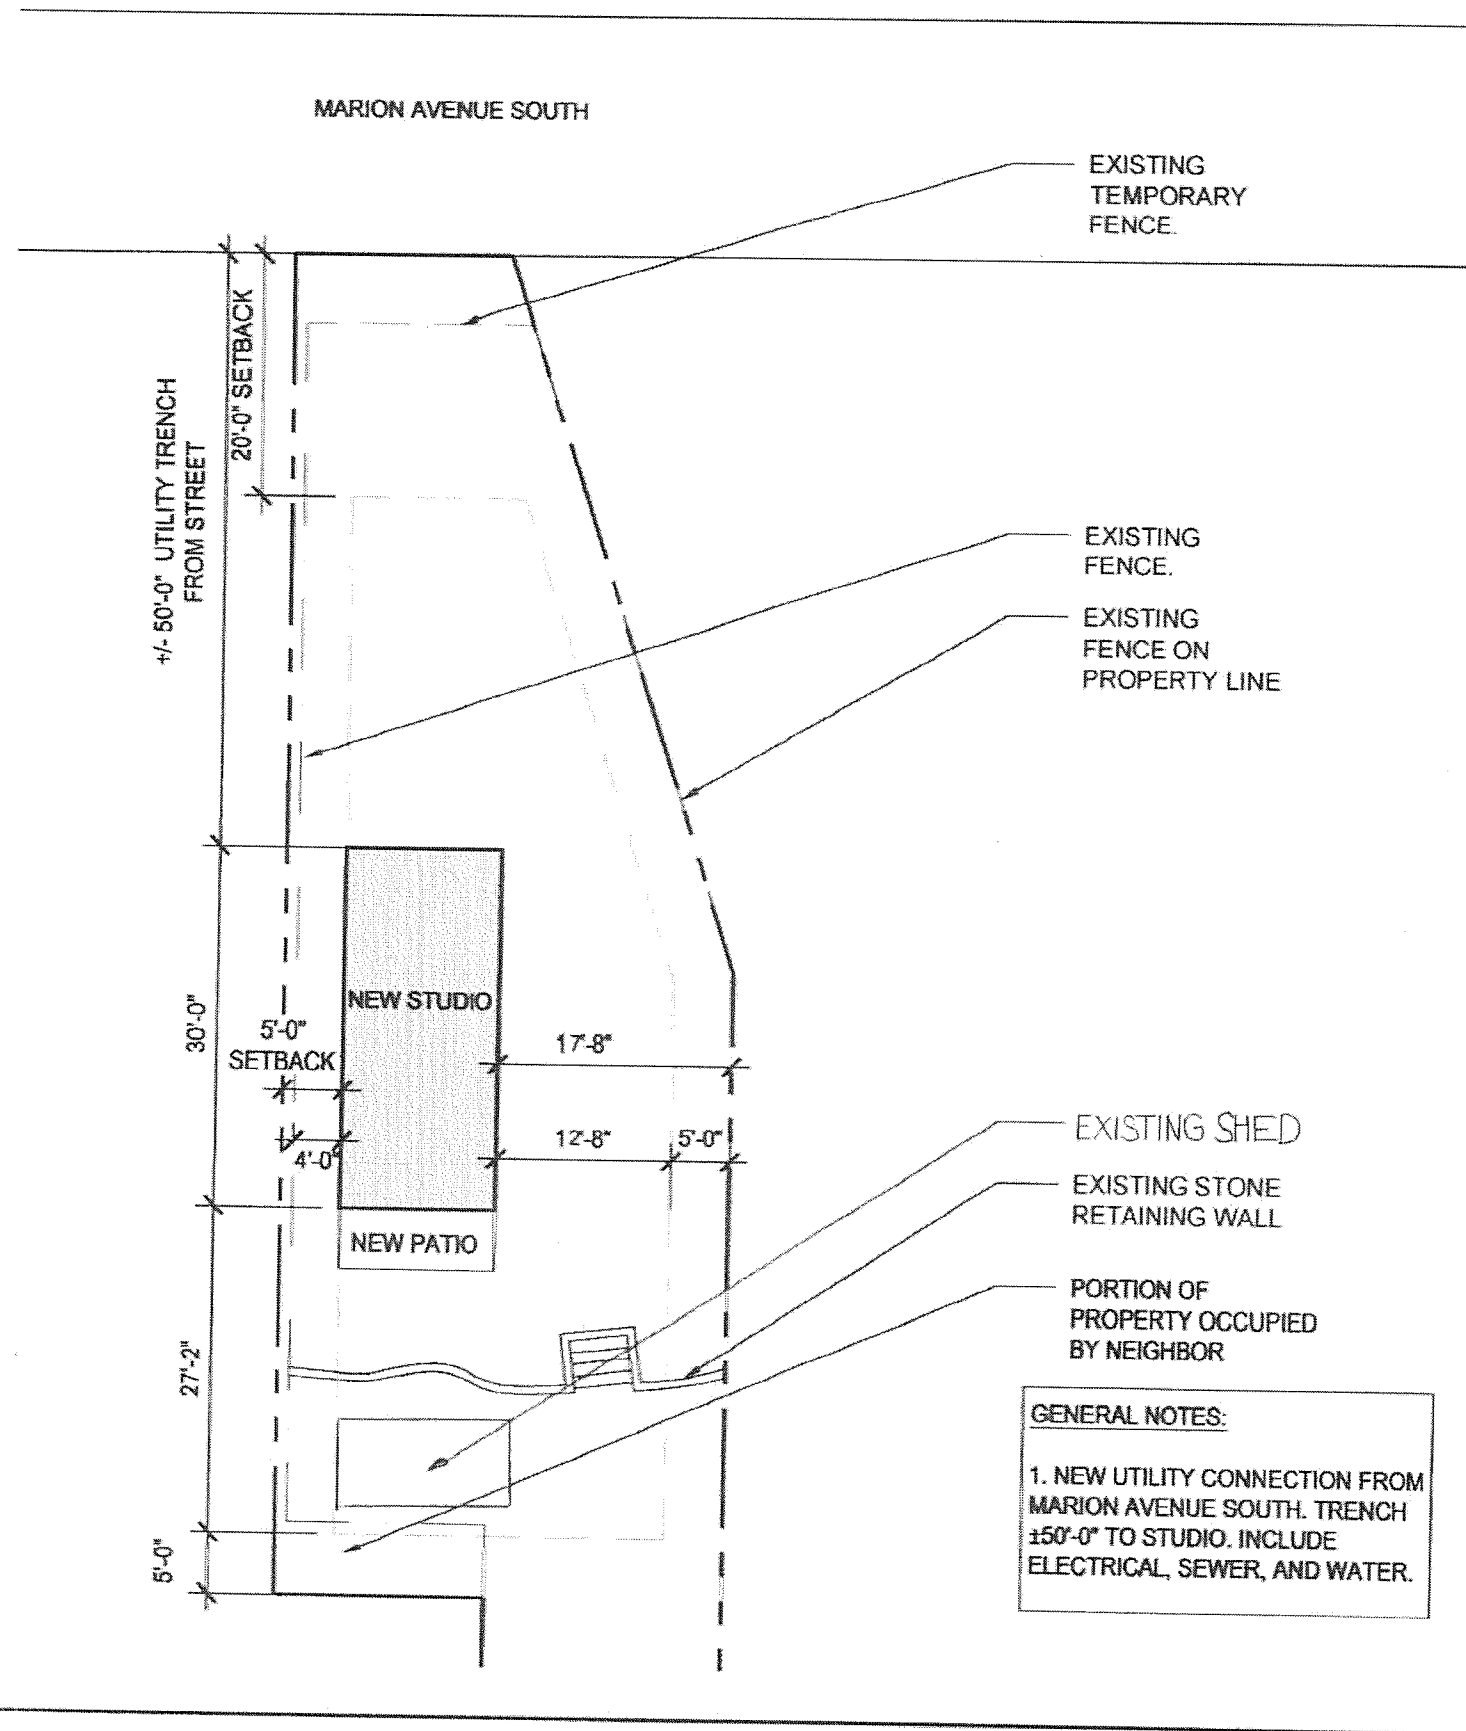 MARION AVENUE SOUTH
EXISTING
TEMPORARY
FENCE.
20'-0" SETBACK
+/- 50'-0" UTILITY TRENCH
FROM STREET
EXISTING
FENCE.
EXISTING
FENCE ON
PROPERTY LINE
NEW STUDIO
30'-0"
5'-0"
SETBACK
17'-8"
4'-0"
12'-8"
5'-0"
EXISTING SHED
EXISTING STONE
RETAINING WALL
NEW PATIO
PORTION OF
PROPERTY OCCUPIED
BY NEIGHBOR
27'-2"
5'-0"
GENERAL NOTES:
1. NEW UTILITY CONNECTION FROM
MARION AVENUE SOUTH. TRENCH
±50'-0" TO STUDIO. INCLUDE
ELECTRICAL, SEWER, AND WATER.